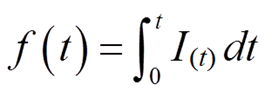 f(t) = ∫₀ᵗ I₍t₎ dt